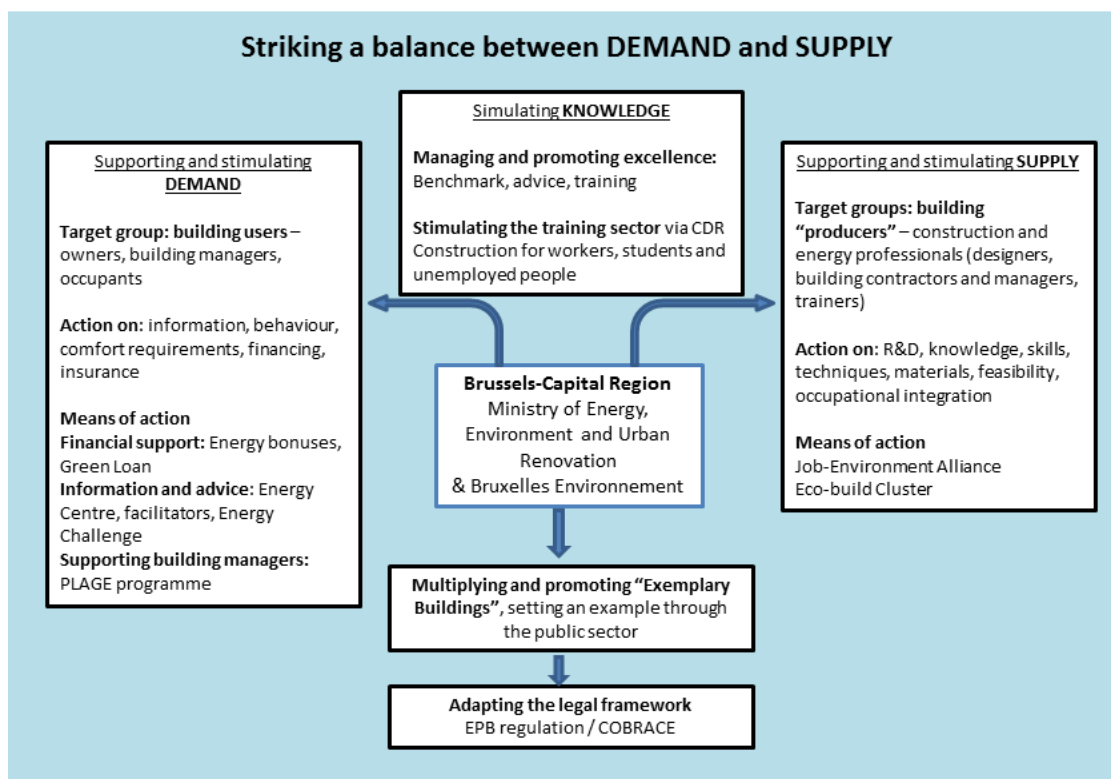 Striking a balance between DEMAND and SUPPLY
Simulating KNOWLEDGE
Managing and promoting excellence:
Benchmark, advice, training
Stimulating the training sector via CDR
Construction for workers, students and
unemployed people
Supporting and stimulating
DEMAND
Target group: building users –
owners, building managers,
occupants
Action on: information, behaviour,
comfort requirements, financing,
insurance
Means of action
Financial support: Energy bonuses,
Green Loan
Information and advice: Energy
Centre, facilitators, Energy
Challenge
Supporting building managers:
PLAGE programme
Supporting and stimulating SUPPLY
Target groups: building
“producers” – construction and
energy professionals (designers,
building contractors and managers,
trainers)
Action on: R&D, knowledge, skills,
techniques, materials, feasibility,
occupational integration
Means of action
Job-Environment Alliance
Eco-build Cluster
Brussels-Capital Region
Ministry of Energy,
Environment and Urban
Renovation
& Bruxelles Environnement
Multiplying and promoting “Exemplary
Buildings”, setting an example through
the public sector
Adapting the legal framework
EPB regulation / COBRACE